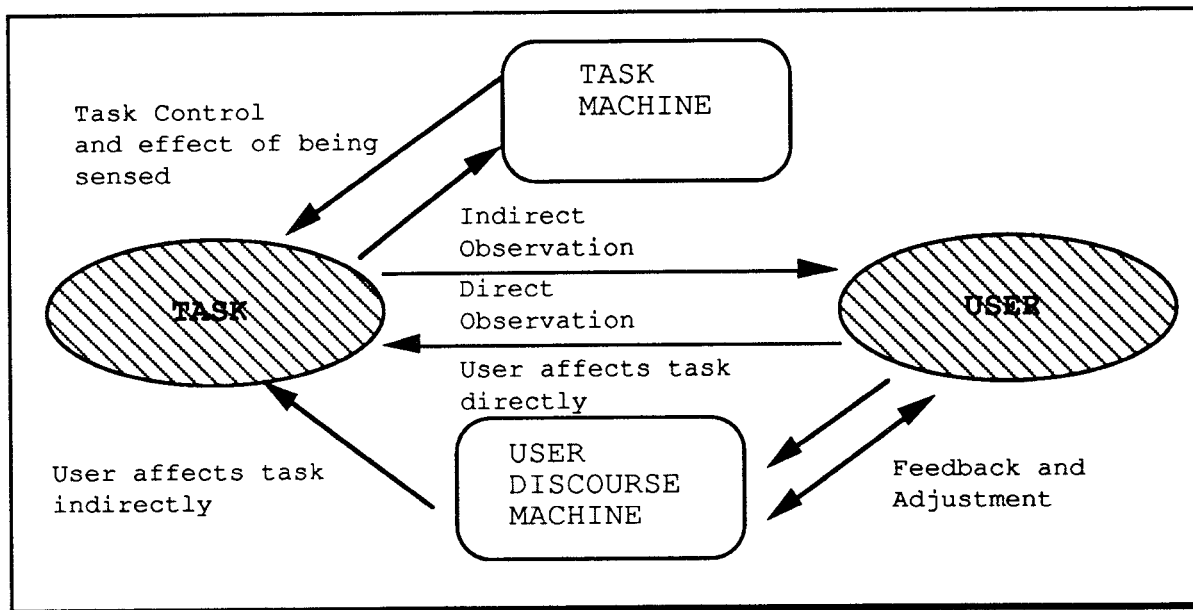 TASK
MACHINE
Task Control
and effect of being
sensed
Indirect
Observation
TASK
Direct
Observation
USER
User affects task
directly
USER
DISCOURSE
MACHINE
User affects task
indirectly
Feedback and
Adjustment